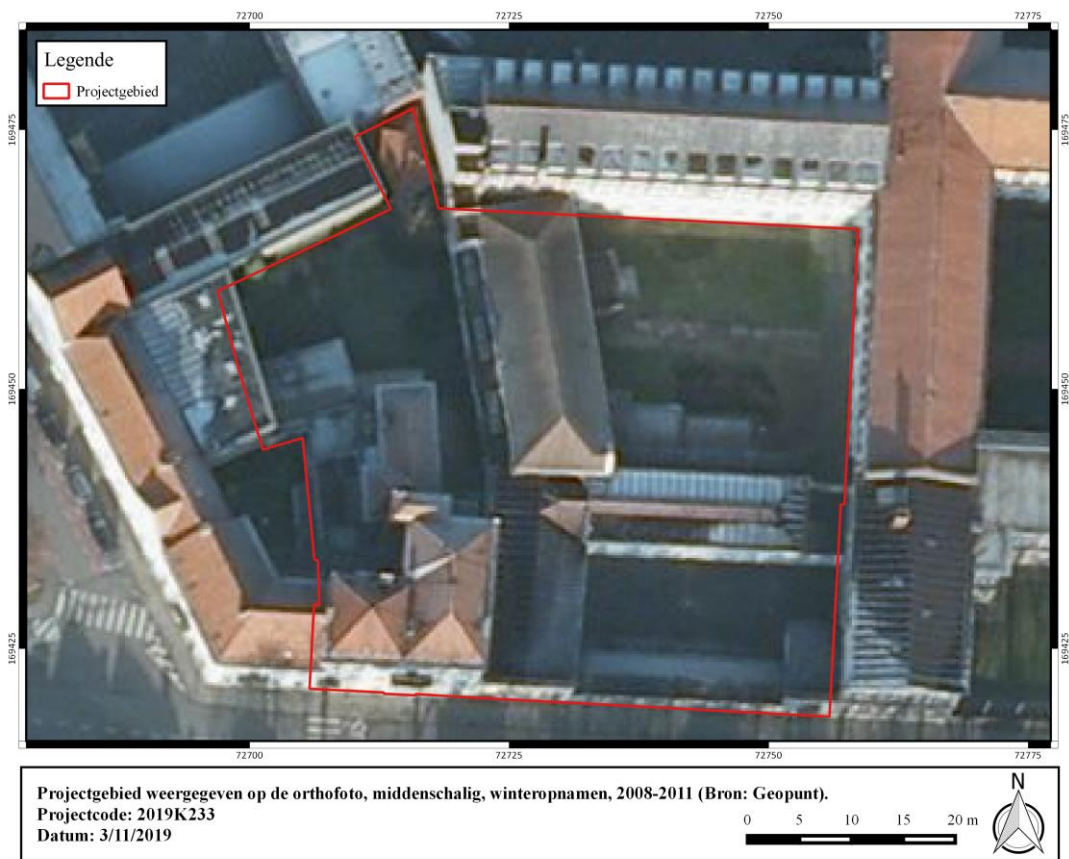 72700 72725 72750 72775
Legende
Projectgebied
169475 169475
169450 169450
169425 169425
72700 72725 72750 72775
Projectgebied weergegeven op de orthofoto, middenschalig, winteropnamen, 2008-2011 (Bron: Geopunt).
Projectcode: 2019K233
Datum: 3/11/2019
N
0 5 10 15 20 m